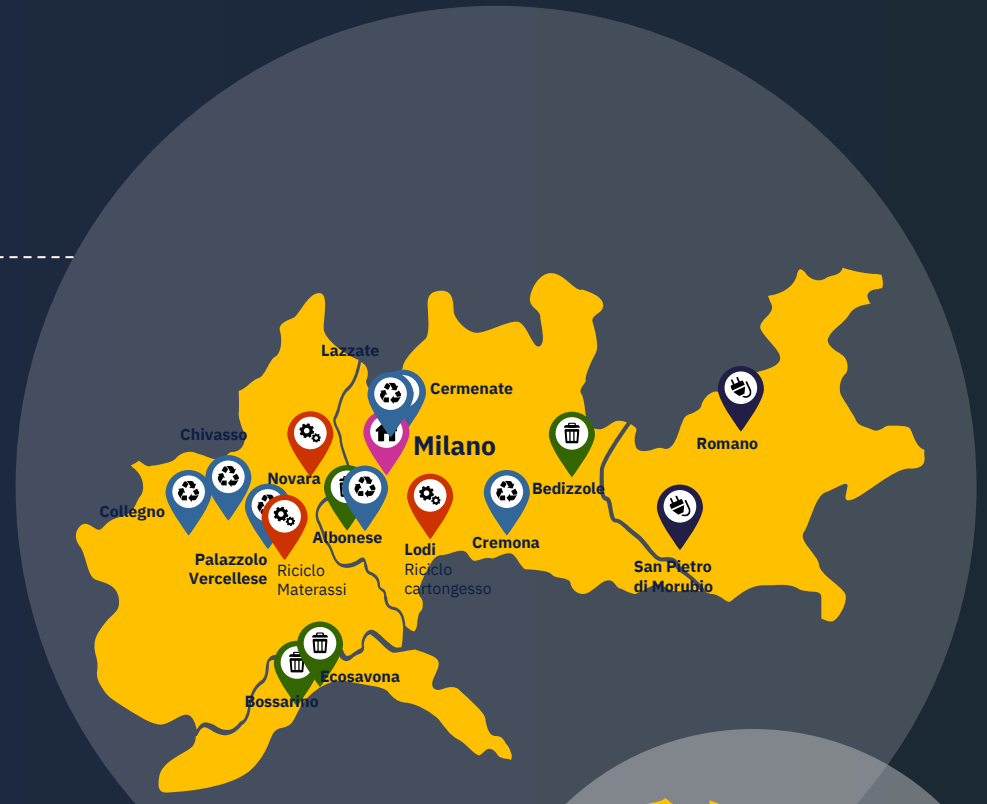 Lazzate
Cermenate
Chivasso
Milano
Romano
Novara
Bedizzole
Collegno
Albonese
Cremona
Lodi
Riciclo
cartongesso
Palazzolo
Vercellese
Riciclo
Materassi
San Pietro
di Morubio
Ecosavona
Bossarino